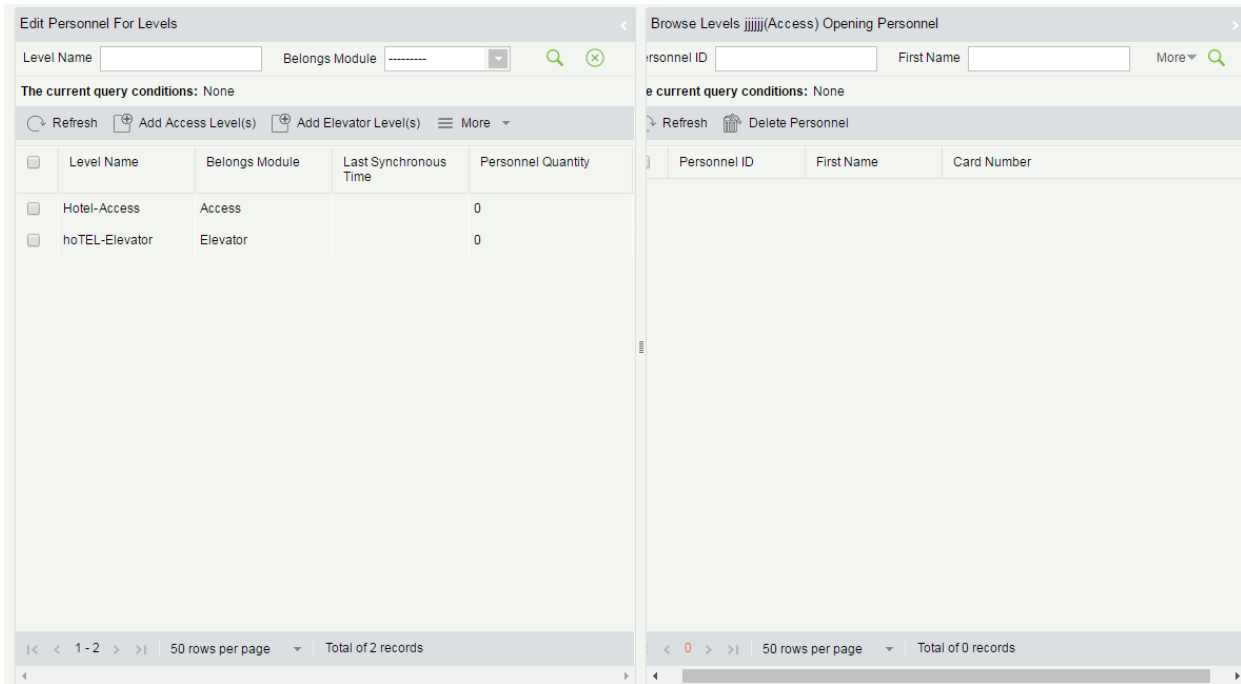 Edit Personnel For Levels
Level Name
Belongs Module ---------
The current query conditions: None
Refresh Add Access Level(s) Add Elevator Level(s) More
Level Name Belongs Module Last Synchronous Time Personnel Quantity
Hotel-Access Access 0
hoTEL-Elevator Elevator 0
1 - 2 50 rows per page Total of 2 records
Browse Levels jjjjjj(Access) Opening Personnel
ersonnel ID First Name More
e current query conditions: None
Refresh Delete Personnel
Personnel ID First Name Card Number
0 50 rows per page Total of 0 records